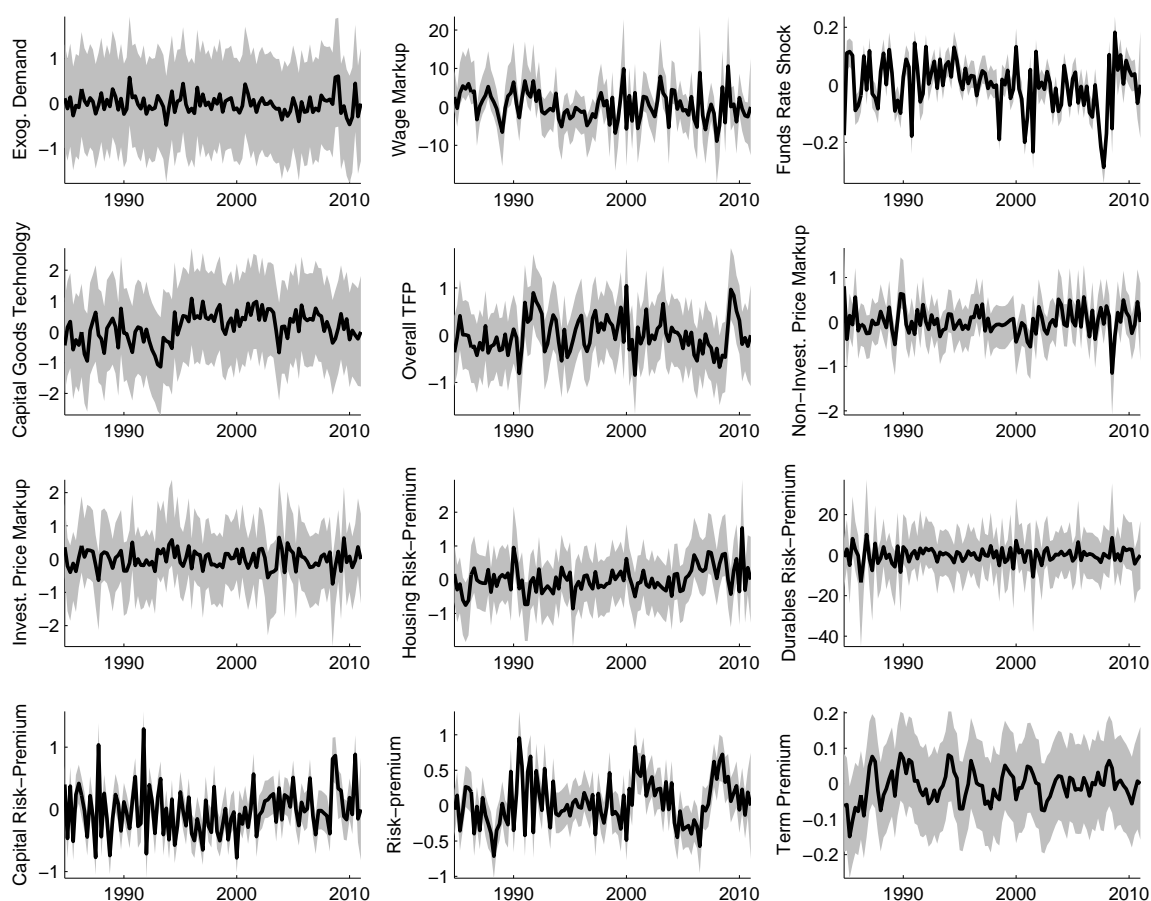 Exog. Demand
1
0
−1
1990 2000 2010
Wage Markup
20
10
0
−10
1990 2000 2010
Funds Rate Shock
0.2
0
−0.2
1990 2000 2010
Capital Goods Technology
2
1
0
−1
−2
1990 2000 2010
Overall TFP
1
0
−1
1990 2000 2010
Non−Invest. Price Markup
1
0
−1
−2
1990 2000 2010
Invest. Price Markup
2
1
0
−1
−2
1990 2000 2010
Housing Risk−Premium
2
1
0
−1
1990 2000 2010
Durables Risk−Premium
20
0
−20
−40
1990 2000 2010
Capital Risk−Premium
1
0
−1
1990 2000 2010
Risk−premium
1
0.5
0
−0.5
−1
1990 2000 2010
Term Premium
0.2
0.1
0
−0.1
−0.2
1990 2000 2010